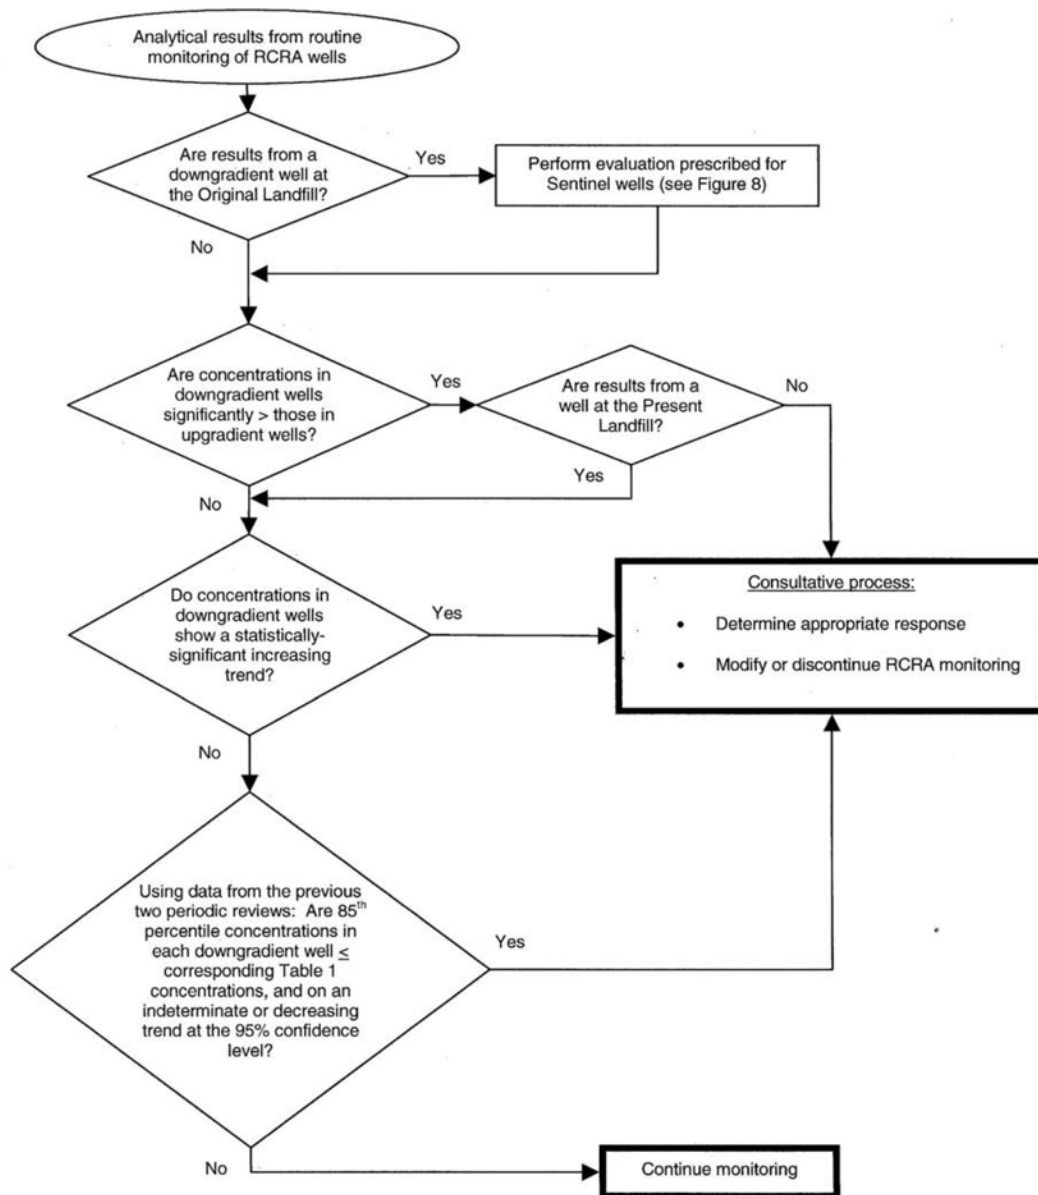 Analytical results from routine
monitoring of RCRA wells
Are results from a
downgradient well at
the Original Landfill?
Yes
Perform evaluation prescribed for
Sentinel wells (see Figure 8)
No
Are concentrations in
downgradient wells
significantly > those in
upgradient wells?
Yes
Are results from a
well at the Present
Landfill?
No
Yes
No
Do concentrations in
downgradient wells
show a statistically-
significant increasing
trend?
Yes
Consultative process:
• Determine appropriate response
• Modify or discontinue RCRA monitoring
No
Using data from the previous
two periodic reviews: Are 85th
percentile concentrations in
each downgradient well ≤
corresponding Table 1
concentrations, and on an
indeterminate or decreasing
trend at the 95% confidence
level?
Yes
No
Continue monitoring